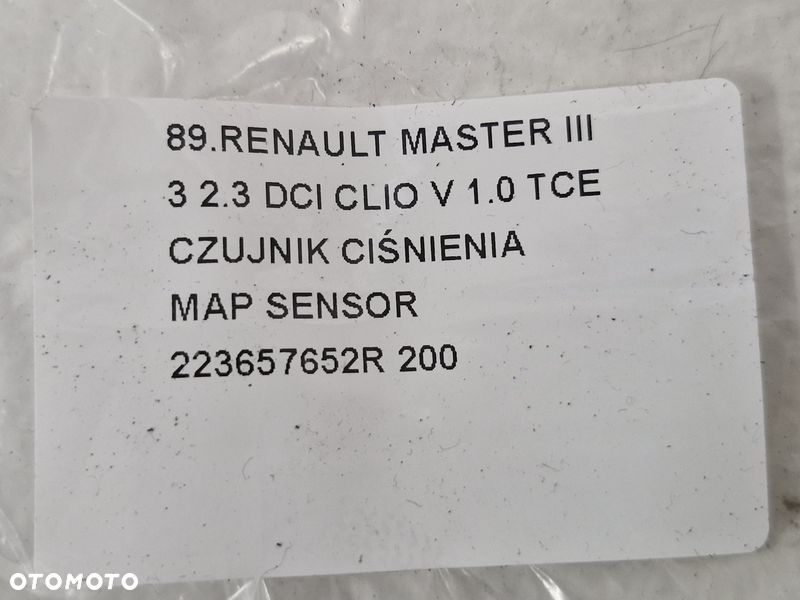 89.RENAULT MASTER III
3 2.3 DCI CLIO V 1.0 TCE
CZUJNIK CIŚNIENIA
MAP SENSOR
223657652R 200
OTOMOTO